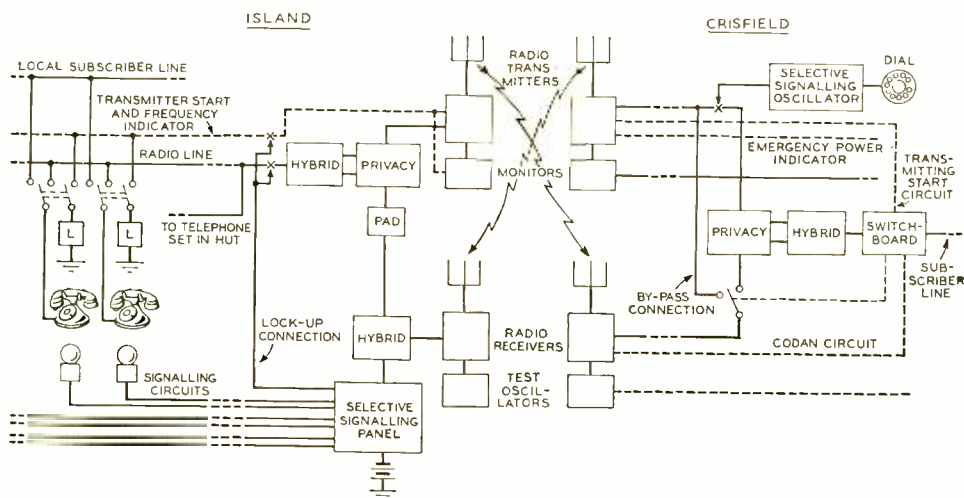 ISLAND
CRISFIELD
LOCAL SUBSCRIBER LINE
TRANSMITTER START
AND FREQUENCY
INDICATOR
RADIO LINE
HYBRID
PRIVACY
PAD
TO TELEPHONE
SET IN HUT
L
L
LOCK-UP
CONNECTION
HYBRID
SIGNALLING
CIRCUITS
SELECTIVE
SIGNALLING
PANEL
RADIO
TRANS-
MITTERS
MONITORS
RADIO
RECEIVERS
TEST
OSCIL-
LATORS
SELECTIVE
SIGNALLING
OSCILLATOR
DIAL
EMERGENCY POWER
INDICATOR
TRANS-
MITTING
START
CIRCUIT
PRIVACY
HYBRID
SWITCH-
BOARD
SUB-
SCRIBER
LINE
BY-PASS
CONNECTION
CODAN CIRCUIT